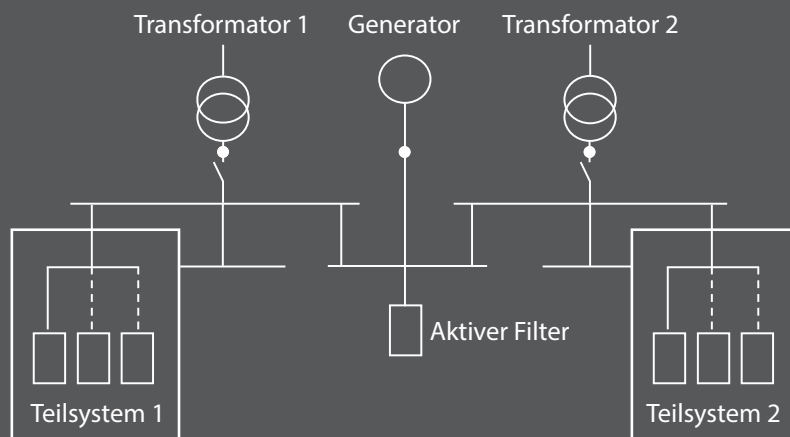 Transformator 1
Generator
Transformator 2
Aktiver Filter
Teilsystem 1
Teilsystem 2